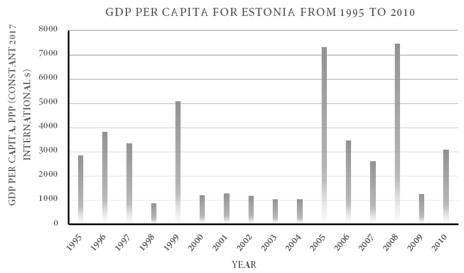 GDP PER CAPITA FOR ESTONIA FROM 1995 TO 2010
GDP PER CAPITA, PPP (CONSTANT 2017
INTERNATIONAL $)
8000
7000
6000
5000
4000
3000
2000
1000
0
1995 1996 1997 1998 1999 2000 2001 2002 2003 2004 2005 2006 2007 2008 2009 2010
YEAR